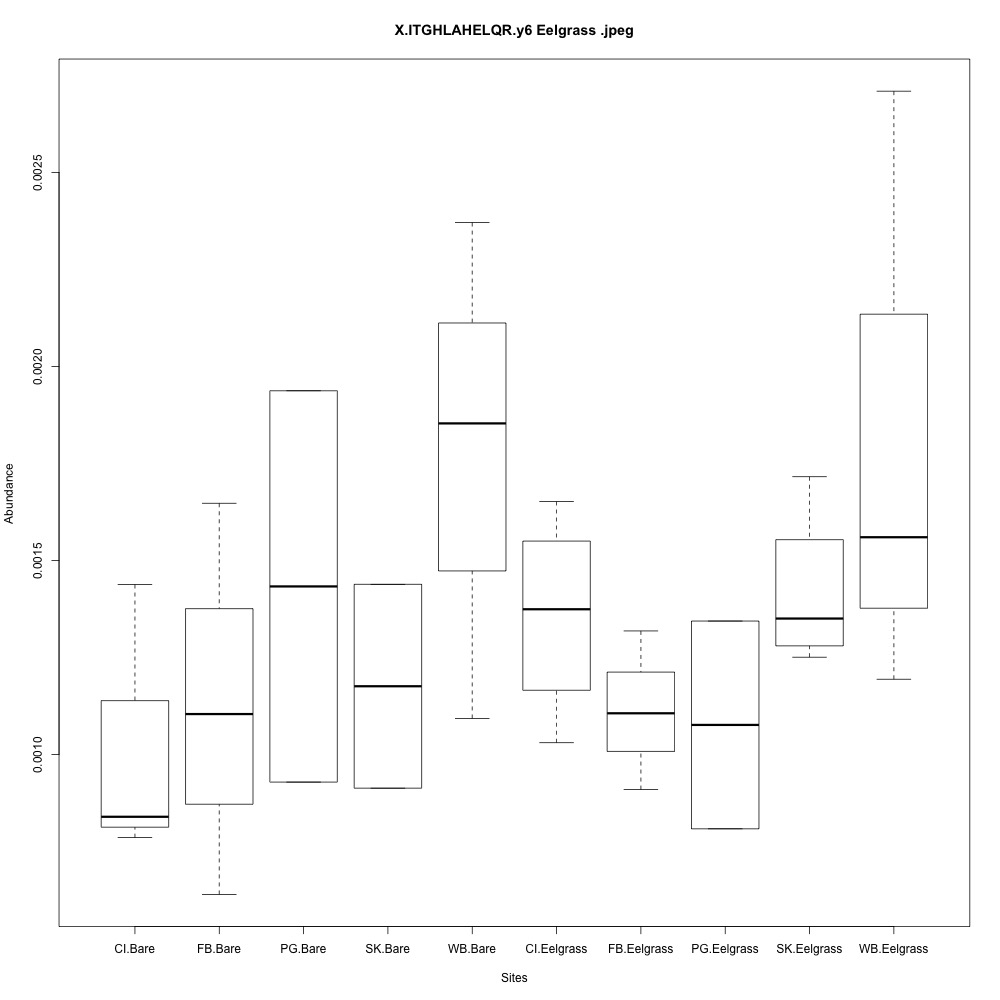 X.ITGHLAHELQR.y6 Eelgrass .jpeg
0.0025
0.0020
0.0015
0.0010
Abundance
CI.Bare FB.Bare PG.Bare SK.Bare WB.Bare CI.Eelgrass FB.Eelgrass PG.Eelgrass SK.Eelgrass WB.Eelgrass
Sites